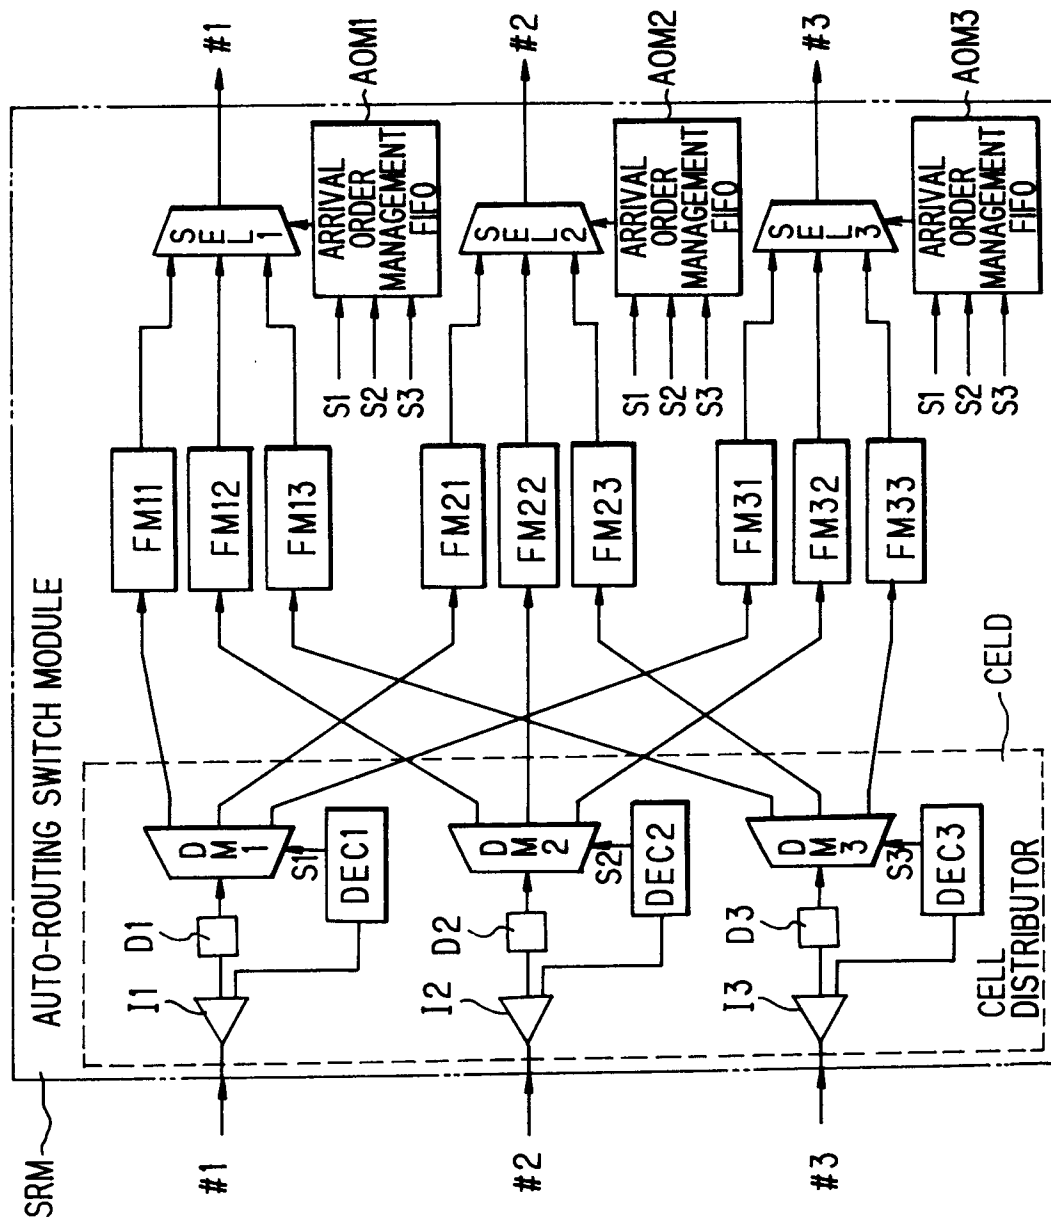 SRM
AUTO-ROUTING SWITCH MODULE
#1
I1
D1
DM1
S1
DEC1
FM11
FM12
FM13
SEL1
S1
S2
S3
ARRIVAL
ORDER
MANAGEMENT
FIFO
AOM1
#1
#2
I2
D2
DM2
S2
DEC2
FM21
FM22
FM23
SEL2
S1
S2
S3
ARRIVAL
ORDER
MANAGEMENT
FIFO
AOM2
#2
#3
I3
D3
DM3
S3
DEC3
FM31
FM32
FM33
SEL3
S1
S2
S3
ARRIVAL
ORDER
MANAGEMENT
FIFO
AOM3
#3
CELL
DISTRIBUTOR
CELD